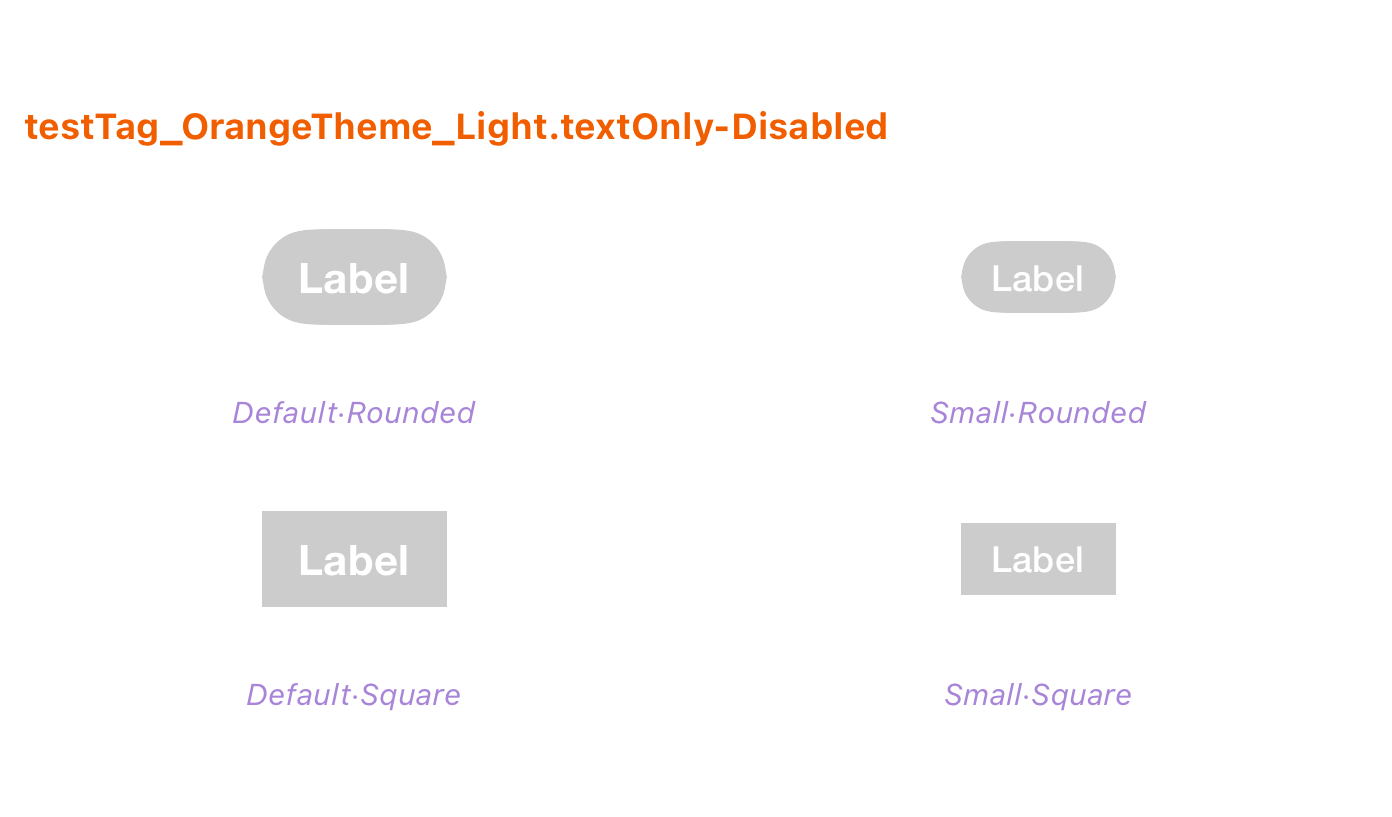 testTag_OrangeTheme_Light.textOnly-Disabled
Label
Label
Default·Rounded
Small·Rounded
Label
Label
Default·Square
Small·Square